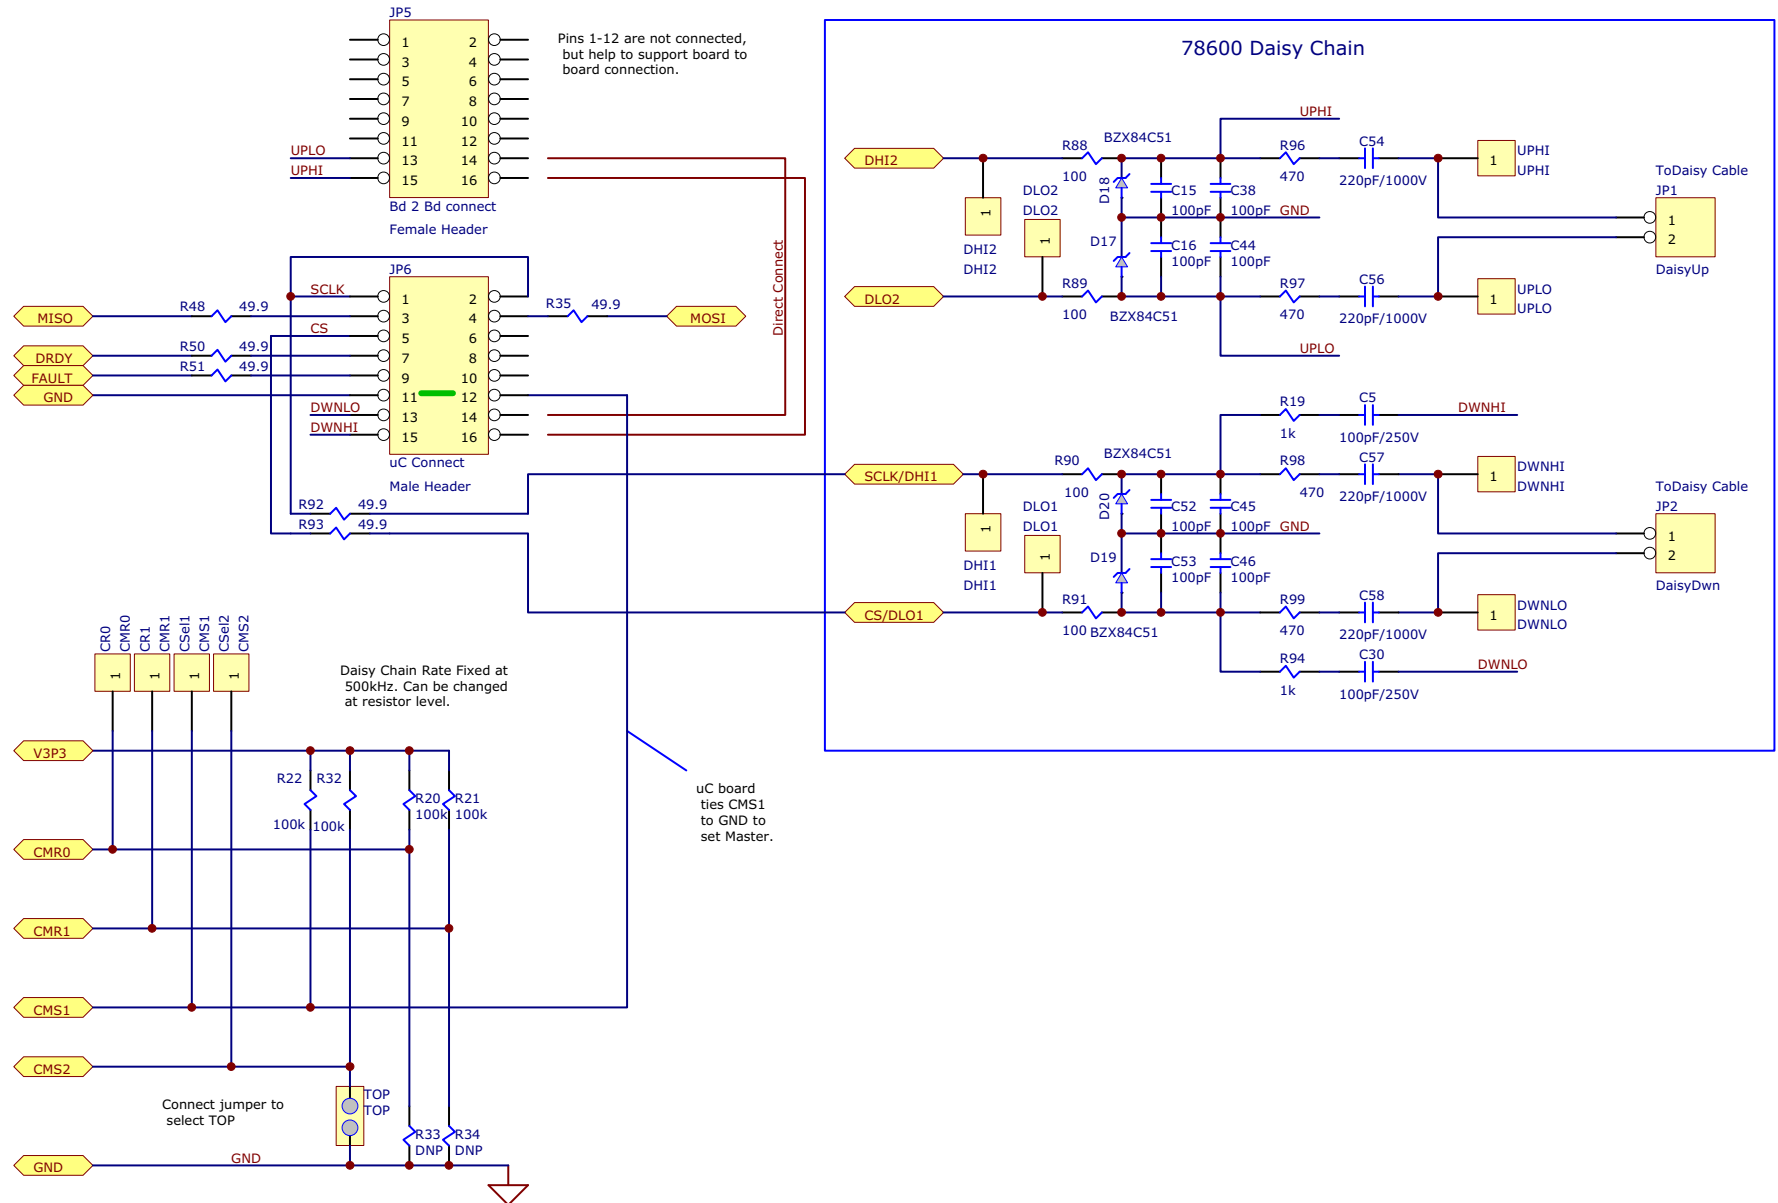 JP5
1 2
3 4
5 6
7 8
9 10
11 12
UPLO 13 14
UPHI 15 16
Bd 2 Bd connect
Female Header
Pins 1-12 are not connected,
but help to support board to
board connection.
Direct Connect
JP6
SCLK 1 2
MISO R48 49.9 3 4 R35 49.9 MOSI
CS 5 6
DRDY R50 49.9 7 8
FAULT R51 49.9 9 10
GND 11 12
DWNLO 13 14
DWNHI 15 16
uC Connect
Male Header
R92 49.9
R93 49.9
78600 Daisy Chain
UPHI
DHI2
R88
100
BZX84C51
D18
R96
470
C54
220pF/1000V
1
UPHI
UPHI
ToDaisy Cable
JP1
1
2
DaisyUp
1
DHI2
DHI2
DLO2
DLO2
1
C15
100pF
C38
100pF
GND
D17
C16
100pF
C44
100pF
DLO2
R89
100
BZX84C51
R97
470
C56
220pF/1000V
1
UPLO
UPLO
UPLO
R19
1k
C5
100pF/250V
DWNHI
SCLK/DHI1
R90
100
BZX84C51
D20
R98
470
C57
220pF/1000V
1
DWNHI
DWNHI
ToDaisy Cable
JP2
1
2
DaisyDwn
1
DHI1
DHI1
DLO1
DLO1
1
C52
100pF
C45
100pF
GND
D19
C53
100pF
C46
100pF
CS/DLO1
R91
100
BZX84C51
R99
470
C58
220pF/1000V
1
DWNLO
DWNLO
R94
1k
C30
100pF/250V
DWNLO
CR0
CMR0
CR1
CMR1
CSel1
CMS1
CSel2
CMS2
1 1 1 1
Daisy Chain Rate Fixed at
500kHz. Can be changed
at resistor level.
V3P3
R22 R32
100k 100k
R20 R21
100k 100k
uC board
ties CMS1
to GND to
set Master.
CMR0
CMR1
CMS1
CMS2
Connect jumper to
select TOP
TOP
TOP
R33 R34
DNP DNP
GND GND